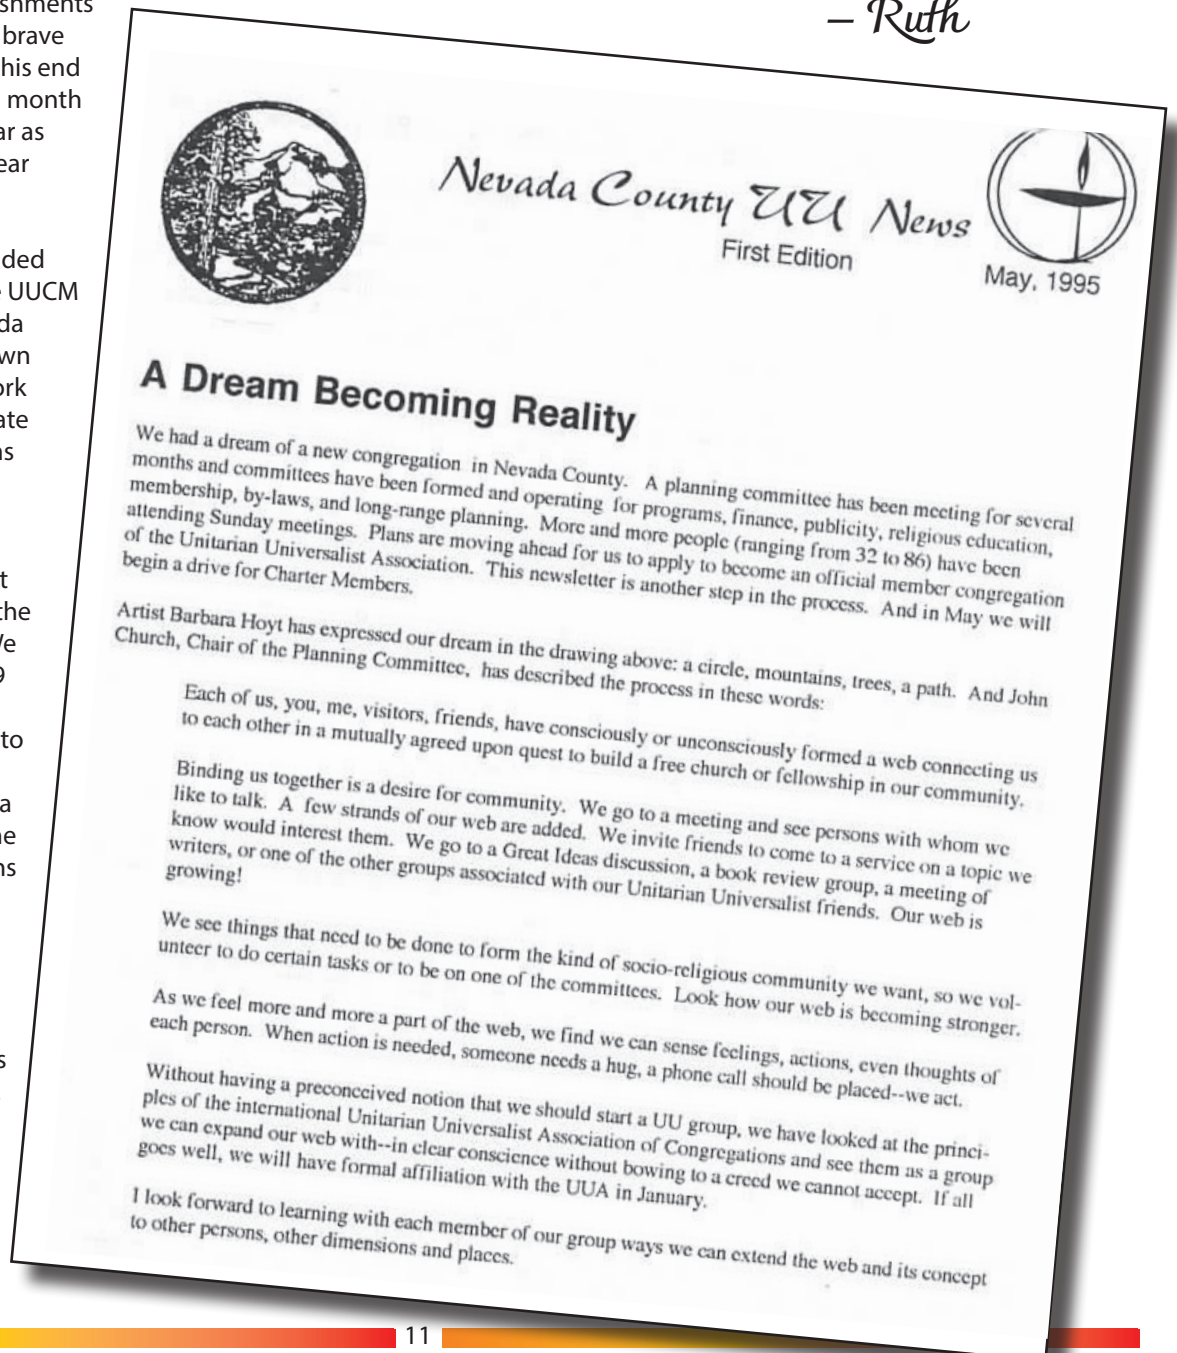 shments
brave
his end
month
ar as
ear
ded
UUCM
da
wn
ork
ate
t
the
9
to
a
s
– Ruth
Nevada County UU News
First Edition
May, 1995
A Dream Becoming Reality
We had a dream of a new congregation in Nevada County. A planning committee has been meeting for several
months and committees have been formed and operating for programs, finance, publicity, religious education,
membership, by-laws, and long-range planning. More and more people (ranging from 32 to 86) have been
attending Sunday meetings. Plans are moving ahead for us to apply to become an official member congregation
of the Unitarian Universalist Association. This newsletter is another step in the process. And in May we will
begin a drive for Charter Members.
Artist Barbara Hoyt has expressed our dream in the drawing above: a circle, mountains, trees, a path. And John
Church, Chair of the Planning Committee, has described the process in these words:
Each of us, you, me, visitors, friends, have consciously or unconsciously formed a web connecting us
to each other in a mutually agreed upon quest to build a free church or fellowship in our community.
Binding us together is a desire for community. We go to a meeting and see persons with whom we
like to talk. A few strands of our web are added. We invite friends to come to a service on a topic we
know would interest them. We go to a Great Ideas discussion, a book review group, a meeting of
writers, or one of the other groups associated with our Unitarian Universalist friends. Our web is
growing!
We see things that need to be done to form the kind of socio-religious community we want, so we vol-
unteer to do certain tasks or to be on one of the committees. Look how our web is becoming stronger.
As we feel more and more a part of the web, we find we can sense feelings, actions, even thoughts of
each person. When action is needed, someone needs a hug, a phone call should be placed--we act.
Without having a preconceived notion that we should start a UU group, we have looked at the princi-
ples of the international Unitarian Universalist Association of Congregations and see them as a group
we can expand our web with--in clear conscience without bowing to a creed we cannot accept. If all
goes well, we will have formal affiliation with the UUA in January.
I look forward to learning with each member of our group ways we can extend the web and its concept
to other persons, other dimensions and places.
11